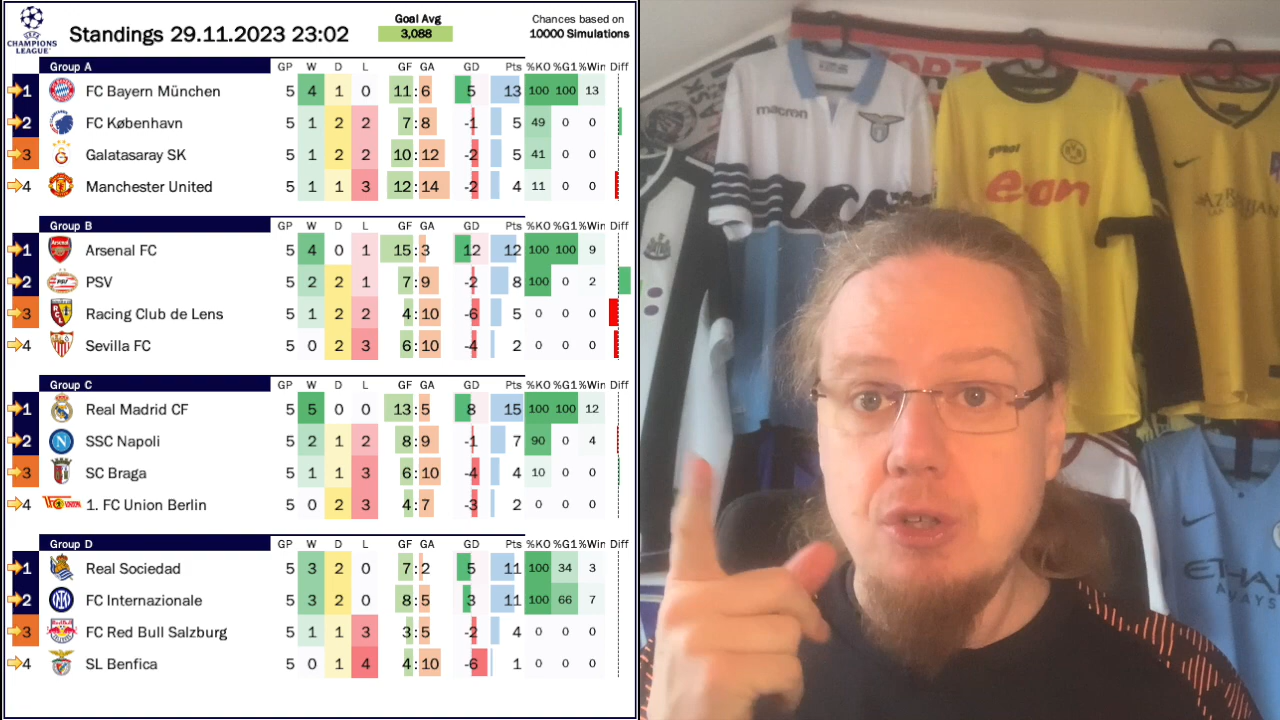 UEFA
CHAMPIONS
LEAGUE
Standings 29.11.2023 23:02
Goal Avg
3,088
Chances based on
10000 Simulations
Group A GP W D L GF GA GD Pts %KO %G1 %Win Diff
1 FC Bayern München 5 4 1 0 11:6 5 13 100 100 13
2 FC København 5 1 2 2 7:8 -1 5 49 0 0
3 Galatasaray SK 5 1 2 2 10:12 -2 5 41 0 0
4 Manchester United 5 1 1 3 12:14 -2 4 11 0 0
Group B GP W D L GF GA GD Pts %KO %G1 %Win Diff
1 Arsenal FC 5 4 0 1 15:3 12 12 100 100 9
2 PSV 5 2 2 1 7:9 -2 8 100 0 2
3 Racing Club de Lens 5 1 2 2 4:10 -6 5 0 0 0
4 Sevilla FC 5 0 2 3 6:10 -4 2 0 0 0
Group C GP W D L GF GA GD Pts %KO %G1 %Win Diff
1 Real Madrid CF 5 5 0 0 13:5 8 15 100 100 12
2 SSC Napoli 5 2 1 2 8:9 -1 7 90 0 4
3 SC Braga 5 1 1 3 6:10 -4 4 10 0 0
4 1. FC Union Berlin 5 0 2 3 4:7 -3 2 0 0 0
Group D GP W D L GF GA GD Pts %KO %G1 %Win Diff
1 Real Sociedad 5 3 2 0 7:2 5 11 100 34 3
2 FC Internazionale 5 3 2 0 8:5 3 11 100 66 7
3 FC Red Bull Salzburg 5 1 1 3 3:5 -2 4 0 0 0
4 SL Benfica 5 0 1 4 4:10 -6 1 0 0 0
macron
goool
e·on